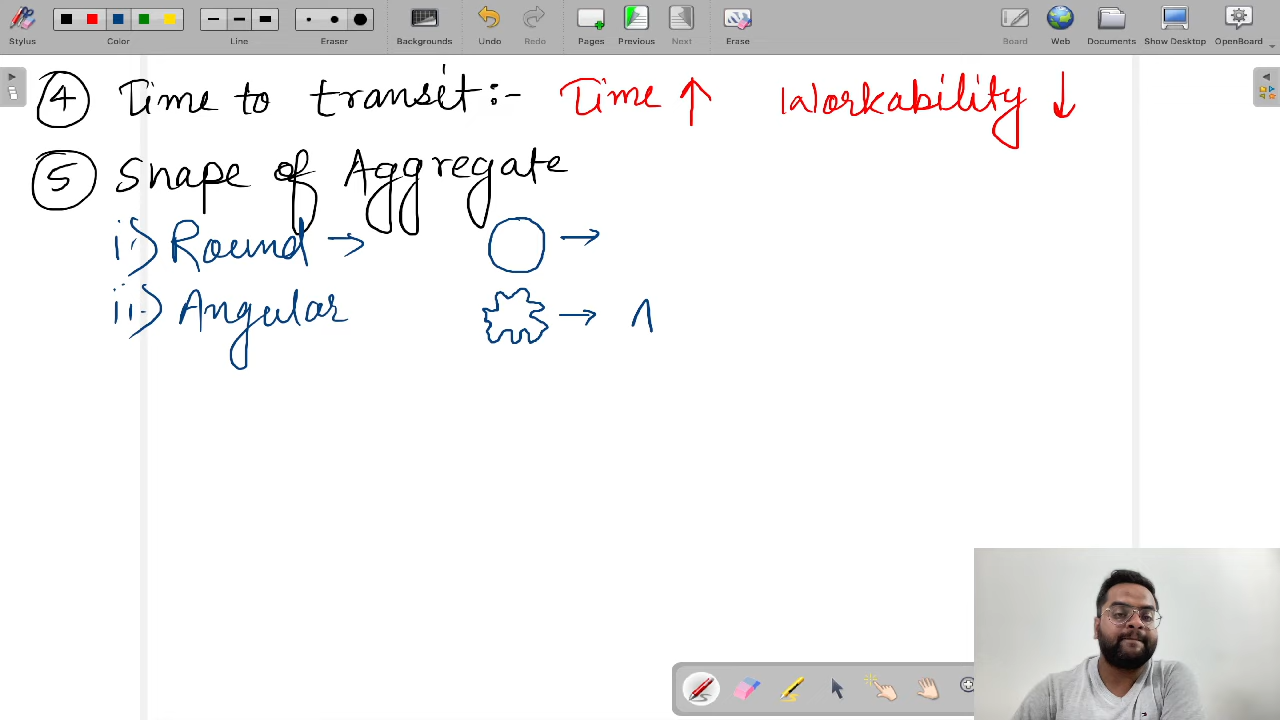 Stylus Color Line Eraser Backgrounds Undo Redo Pages Previous Next Erase Board Web Documents Show Desktop OpenBoard
④ Time to transit:- Time ↑ Workability ↓
⑤ Shape of Aggregate
i) Round → →
ii) Angular →